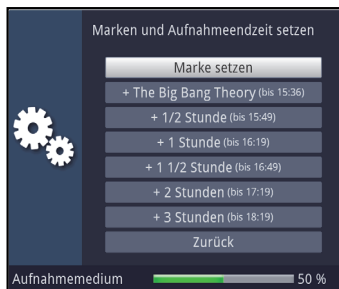 Marken und Aufnahmeendzeit setzen
Marke setzen
+ The Big Bang Theory (bis 15:36)
+ 1/2 Stunde (bis 15:49)
+ 1 Stunde (bis 16:19)
+ 1 1/2 Stunde (bis 16:49)
+ 2 Stunden (bis 17:19)
+ 3 Stunden (bis 18:19)
Zurück
Aufnahmemedium 50 %